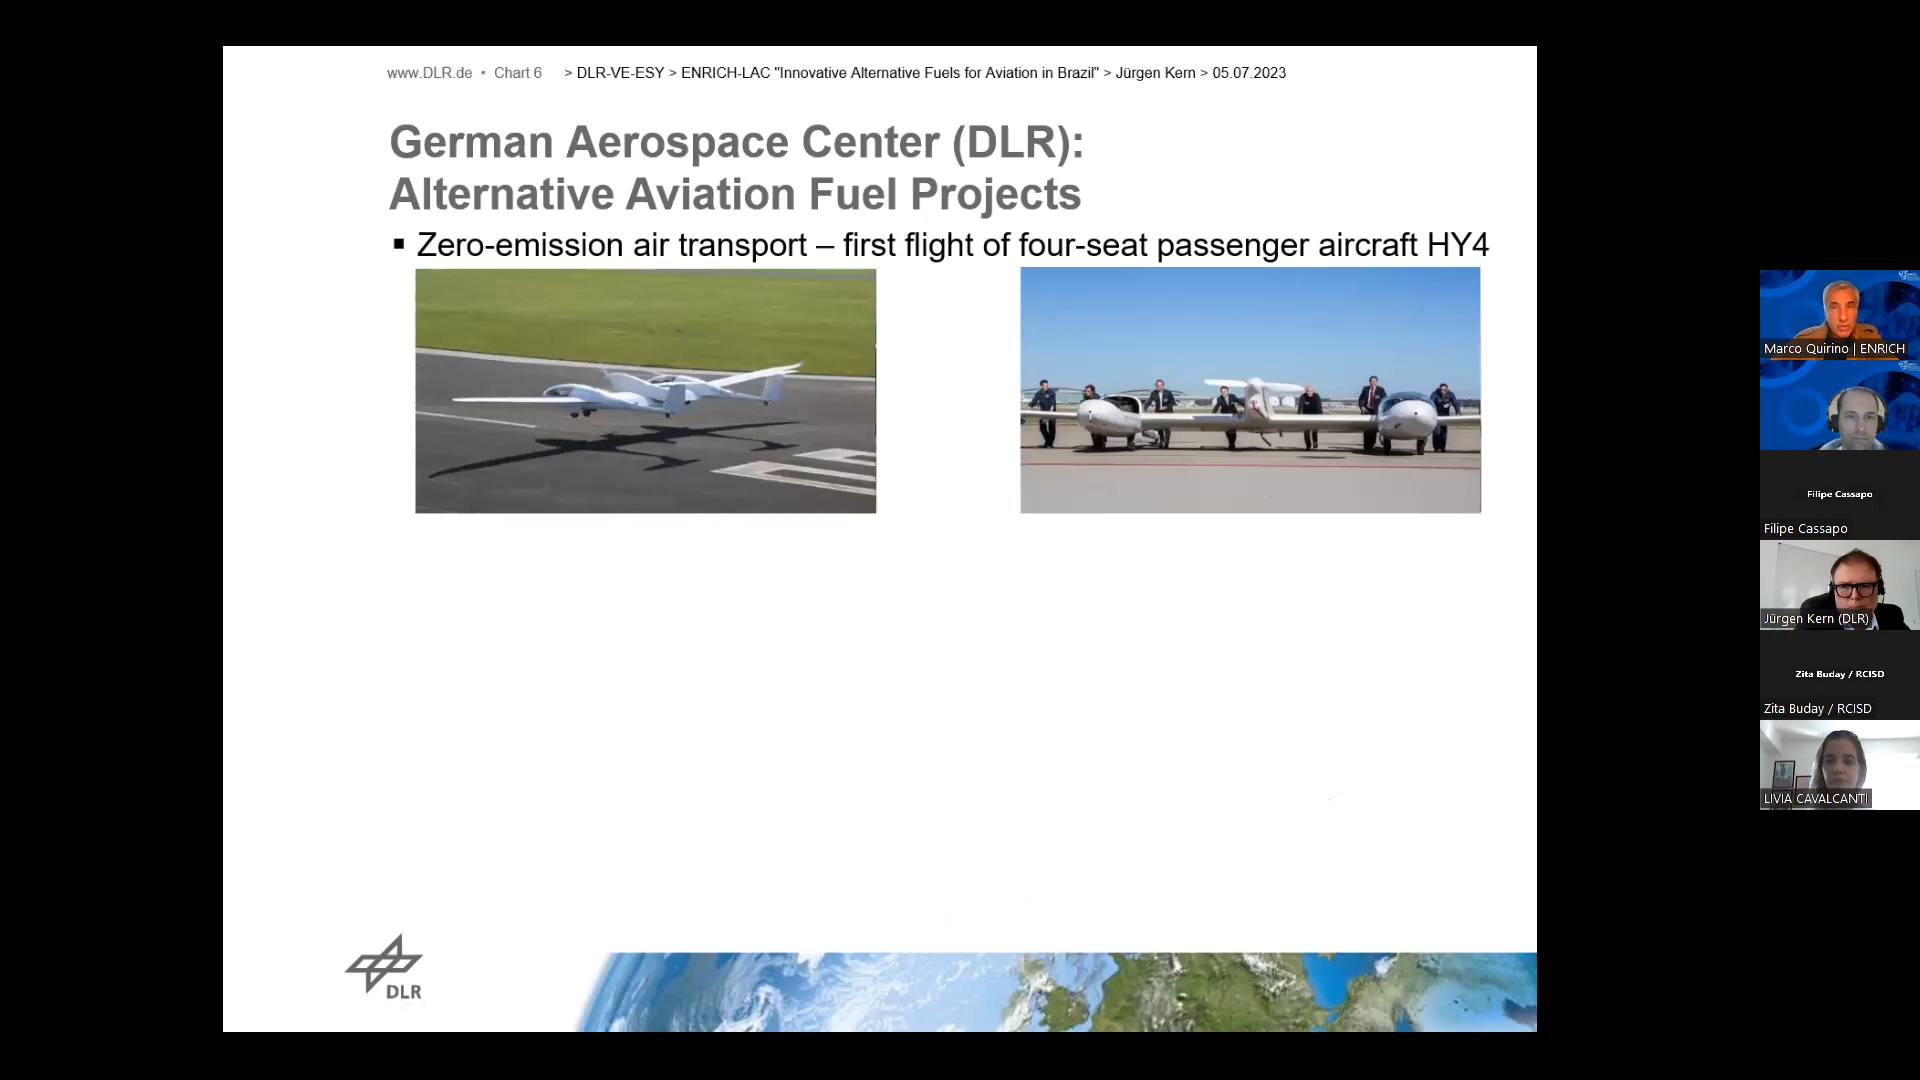 www.DLR.de • Chart 6 > DLR-VE-ESY > ENRICH-LAC "Innovative Alternative Fuels for Aviation in Brazil" > Jürgen Kern > 05.07.2023
German Aerospace Center (DLR):
Alternative Aviation Fuel Projects
▪ Zero-emission air transport – first flight of four-seat passenger aircraft HY4
DLR
Marco Quirino | ENRICH
Filipe Cassapo
Filipe Cassapo
Jürgen Kern (DLR)
Zita Buday / RCISD
Zita Buday / RCISD
LIVIA CAVALCANTI